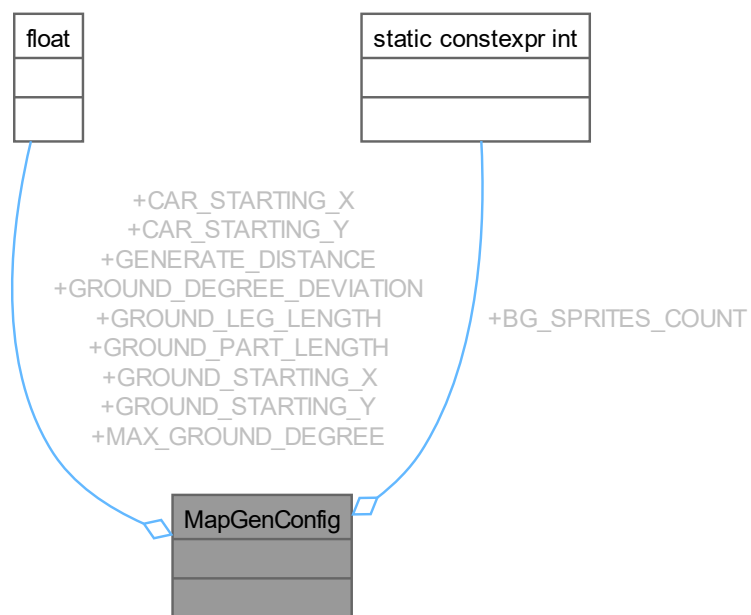 float
static constexpr int
+CAR_STARTING_X
+CAR_STARTING_Y
+GENERATE_DISTANCE
+GROUND_DEGREE_DEVIATION
+GROUND_LEG_LENGTH
+GROUND_PART_LENGTH
+GROUND_STARTING_X
+GROUND_STARTING_Y
+MAX_GROUND_DEGREE
+BG_SPRITES_COUNT
MapGenConfig